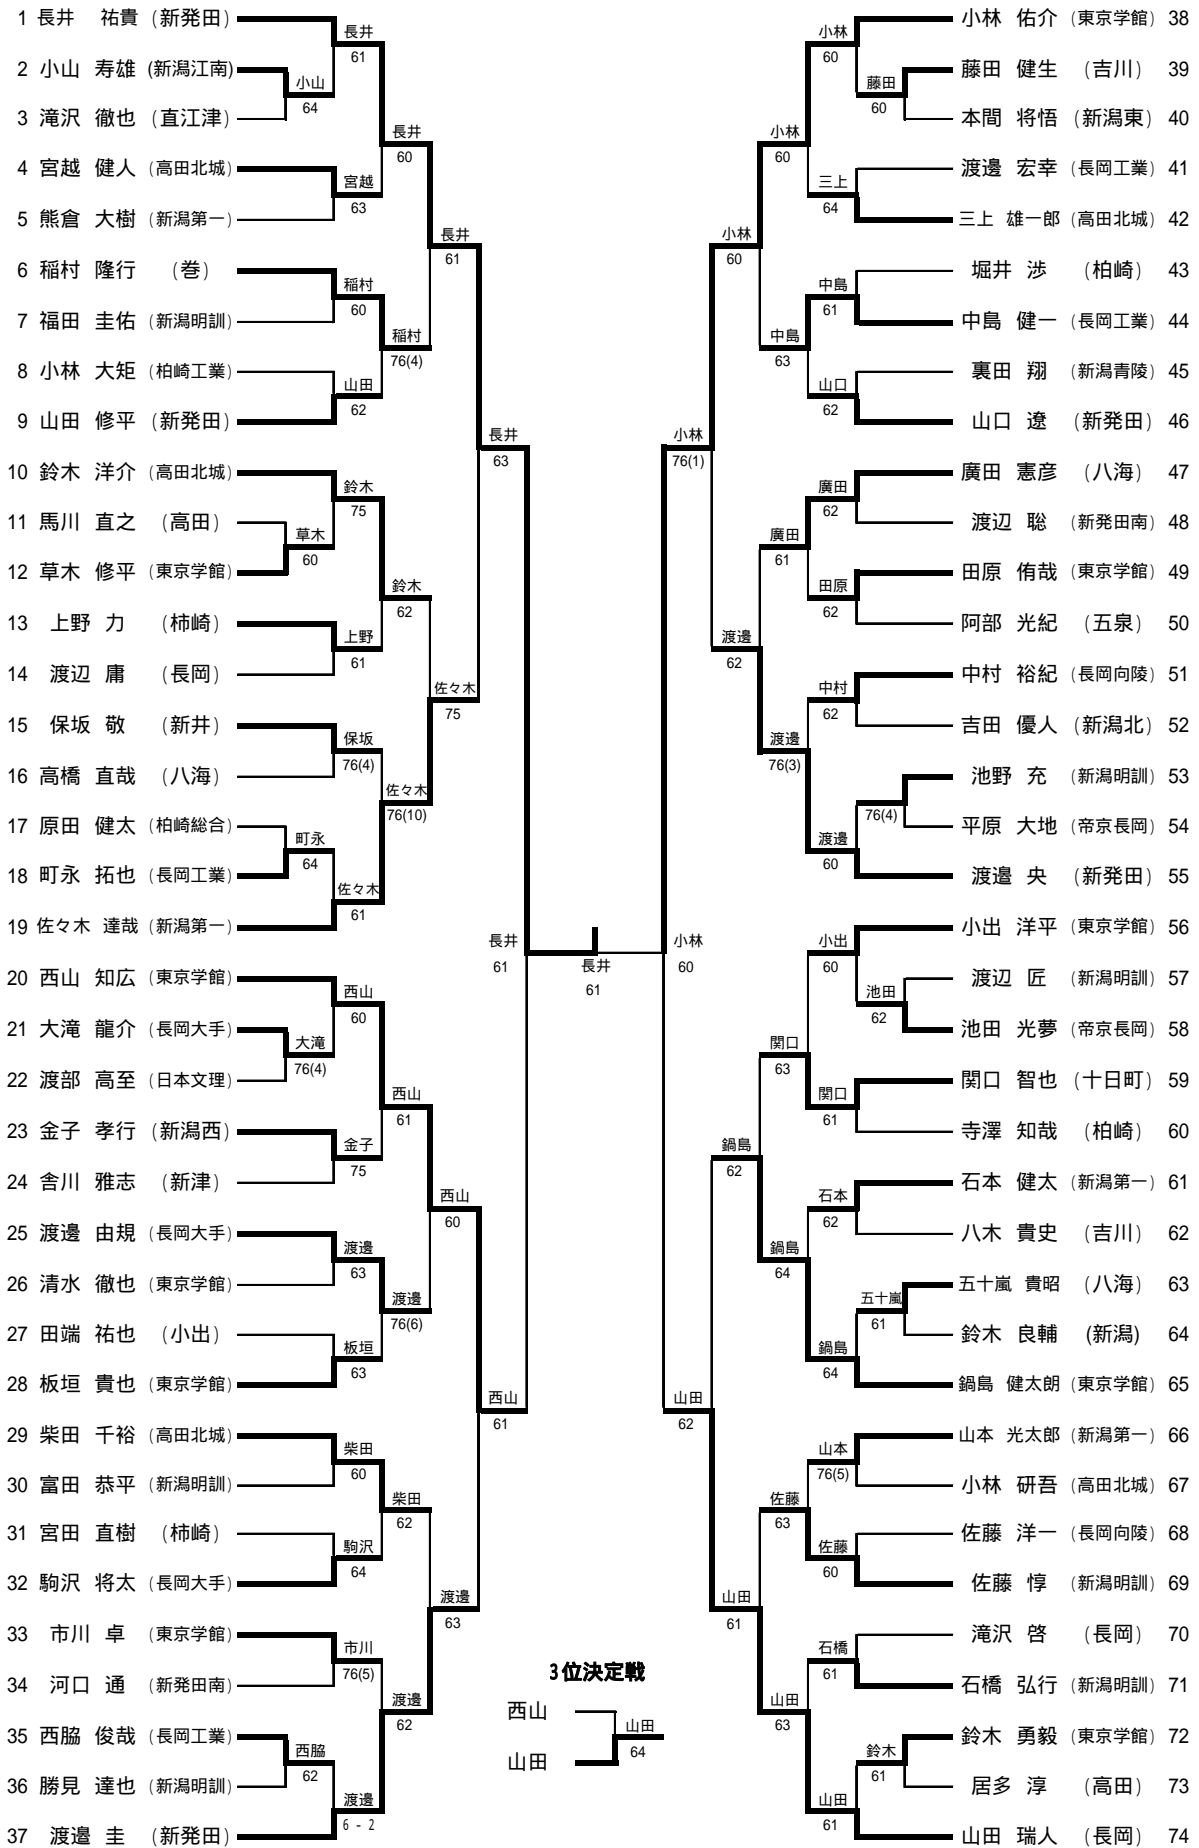 1 長井 祐貴 (新発田)
2 小山 寿雄 (新潟江南)
3 滝沢 徹也 (直江津)
4 宮越 健人 (高田北城)
5 熊倉 大樹 (新潟第一)
6 稲村 隆行 (巻)
7 福田 圭佑 (新潟明訓)
8 小林 大矩 (柏崎工業)
9 山田 修平 (新発田)
10 鈴木 洋介 (高田北城)
11 馬川 直之 (高田)
12 草木 修平 (東京学館)
13 上野 力 (柿崎)
14 渡辺 庸 (長岡)
15 保坂 敬 (新井)
16 高橋 直哉 (八海)
17 原田 健太 (柏崎総合)
18 町永 拓也 (長岡工業)
19 佐々木 達哉 (新潟第一)
20 西山 知広 (東京学館)
21 大滝 龍介 (長岡大手)
22 渡部 高至 (日本文理)
23 金子 孝行 (新潟西)
24 舎川 雅志 (新津)
25 渡邊 由規 (長岡大手)
26 清水 徹也 (東京学館)
27 田端 祐也 (小出)
28 板垣 貴也 (東京学館)
29 柴田 千裕 (高田北城)
30 富田 恭平 (新潟明訓)
31 宮田 直樹 (柿崎)
32 駒沢 将太 (長岡大手)
33 市川 卓 (東京学館)
34 河口 通 (新発田南)
35 西脇 俊哉 (長岡工業)
36 勝見 達也 (新潟明訓)
37 渡邉 圭 (新発田)
小山
64
草木
60
町永
64
大滝
76(4)
西脇
62
長井
61
宮越
63
稲村
60
山田
62
鈴木
75
上野
61
保坂
76(4)
佐々木
61
西山
60
金子
75
渡邊
63
板垣
63
柴田
60
駒沢
64
市川
76(5)
渡邊
6 - 2
長井
60
稲村
76(4)
鈴木
62
佐々木
76(10)
西山
61
渡邊
76(6)
柴田
62
渡邊
62
長井
61
佐々木
75
西山
60
渡邊
63
長井
63
西山
61
長井
61
長井
61
小林
60
小林
76(1)
山田
62
小林
60
渡邊
62
鍋島
62
山田
61
小林
60
中島
63
廣田
61
渡邊
76(3)
関口
63
鍋島
64
佐藤
63
山田
63
小林
60
三上
64
中島
61
山口
62
廣田
62
田原
62
中村
62
渡邊
60
小出
60
関口
61
石本
62
鍋島
64
山本
76(5)
佐藤
60
石橋
61
山田
61
藤田
60
76(4)
池田
62
五十嵐
61
鈴木
61
小林 佑介 (東京学館) 38
藤田 健生 (吉川) 39
本間 将悟 (新潟東) 40
渡邊 宏幸 (長岡工業) 41
三上 雄一郎 (高田北城) 42
堀井 渉 (柏崎) 43
中島 健一 (長岡工業) 44
裏田 翔 (新潟青陵) 45
山口 遼 (新発田) 46
廣田 憲彦 (八海) 47
渡辺 聡 (新発田南) 48
田原 侑哉 (東京学館) 49
阿部 光紀 (五泉) 50
中村 裕紀 (長岡向陵) 51
吉田 優人 (新潟北) 52
池野 充 (新潟明訓) 53
平原 大地 (帝京長岡) 54
渡邉 央 (新発田) 55
小出 洋平 (東京学館) 56
渡辺 匠 (新潟明訓) 57
池田 光夢 (帝京長岡) 58
関口 智也 (十日町) 59
寺澤 知哉 (柏崎) 60
石本 健太 (新潟第一) 61
八木 貴史 (吉川) 62
五十嵐 貴昭 (八海) 63
鈴木 良輔 (新潟) 64
鍋島 健太朗 (東京学館) 65
山本 光太郎 (新潟第一) 66
小林 研吾 (高田北城) 67
佐藤 洋一 (長岡向陵) 68
佐藤 惇 (新潟明訓) 69
滝沢 啓 (長岡) 70
石橋 弘行 (新潟明訓) 71
鈴木 勇毅 (東京学館) 72
居多 淳 (高田) 73
山田 瑞人 (長岡) 74
3位決定戦
西山
山田
山田
64